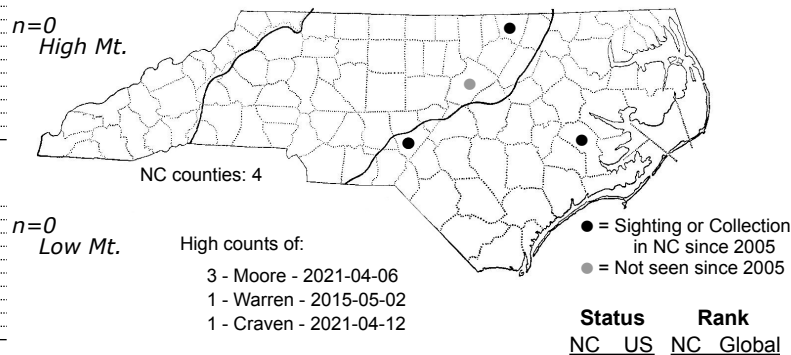 n=0
High Mt.
NC counties: 4
n=0
Low Mt.
High counts of:
3 - Moore - 2021-04-06
1 - Warren - 2015-05-02
1 - Craven - 2021-04-12
● = Sighting or Collection
in NC since 2005
● = Not seen since 2005
Status Rank
NC US NC Global